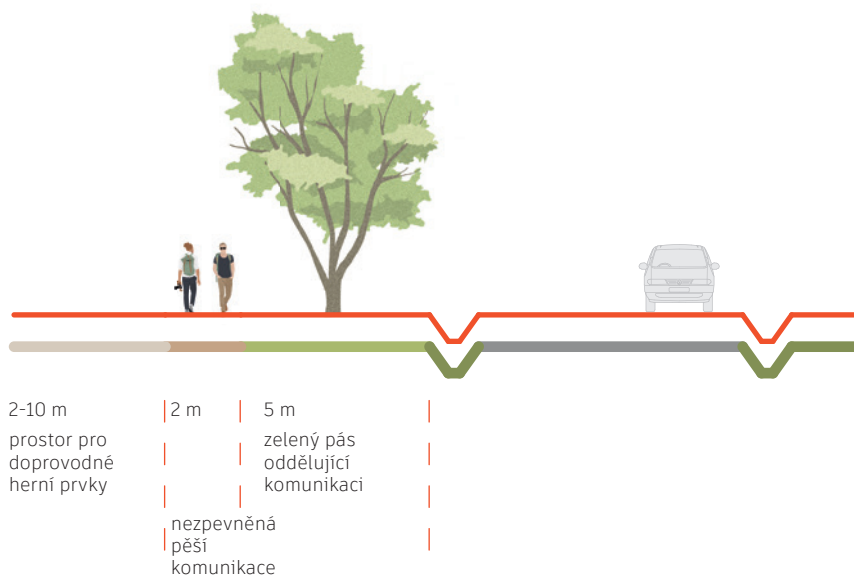 2-10 m
prostor pro
doprovodné
herní prvky
2 m
nezpevněná
pěší
komunikace
5 m
zelený pás
oddělující
komunikaci